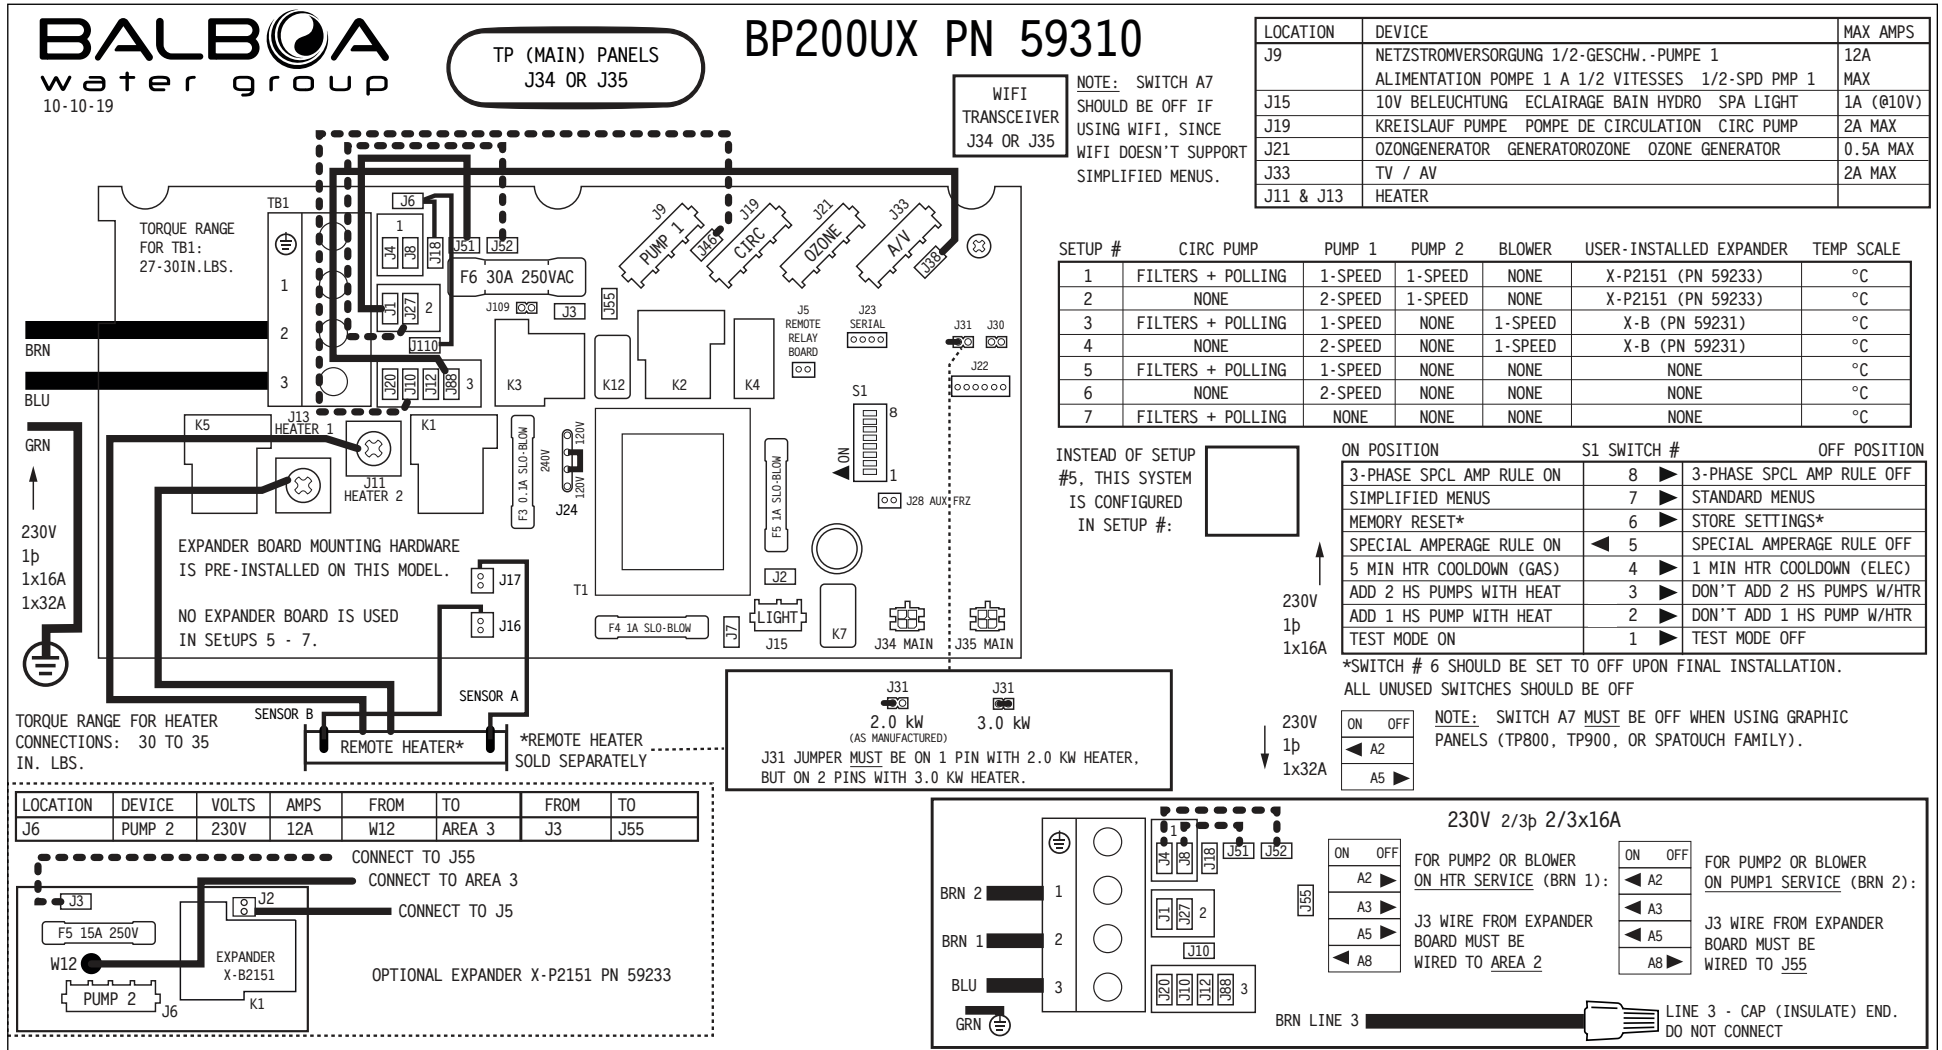 BALBOA
water group
10-10-19
TP (MAIN) PANELS
J34 OR J35
BP200UX PN 59310
WIFI
TRANSCEIVER
J34 OR J35
NOTE: SWITCH A7
SHOULD BE OFF IF
USING WIFI, SINCE
WIFI DOESN'T SUPPORT
SIMPLIFIED MENUS.
LOCATION DEVICE MAX AMPS
J9 NETZSTROMVERSORGUNG 1/2-GESCHW.-PUMPE 1 12A
ALIMENTATION POMPE 1 A 1/2 VITESSES 1/2-SPD PMP 1 MAX
J15 10V BELEUCHTUNG ECLAIRAGE BAIN HYDRO SPA LIGHT 1A (@10V)
J19 KREISLAUF PUMPE POMPE DE CIRCULATION CIRC PUMP 2A MAX
J21 OZONGENERATOR GENERATOROZONE OZONE GENERATOR 0.5A MAX
J33 TV / AV 2A MAX
J11 & J13 HEATER
TORQUE RANGE
FOR TB1:
27-30IN.LBS.
TB1
1
2
3
BRN
BLU
GRN
230V
1þ
1x16A
1x32A
J6
1
J4
J8
J18
J51
J52
F6 30A 250VAC
J1
J27
2
J109
J3
J55
J110
J20
J10
J12
J88
3
J9
PUMP 1
J46
J19
CIRC
J21
OZONE
J33
A/V
J38
J5
REMOTE
RELAY
BOARD
J23
SERIAL
J31
J30
J22
K3
K12
K2
K4
S1
8
ON
1
K5
J13
HEATER 1
K1
J11
HEATER 2
F3 0.1A SLO-BLOW
240V
120V
120V
J24
F5 1A SLO-BLOW
J28 AUX FRZ
EXPANDER BOARD MOUNTING HARDWARE
IS PRE-INSTALLED ON THIS MODEL.
NO EXPANDER BOARD IS USED
IN SEtUPS 5 - 7.
J17
J16
T1
J2
F4 1A SLO-BLOW
J7
LIGHT
J15
K7
J34 MAIN
J35 MAIN
SENSOR A
SENSOR B
REMOTE HEATER*
*REMOTE HEATER
SOLD SEPARATELY
TORQUE RANGE FOR HEATER
CONNECTIONS: 30 TO 35
IN. LBS.
J31
2.0 kW
(AS MANUFACTURED)
J31
3.0 kW
J31 JUMPER MUST BE ON 1 PIN WITH 2.0 KW HEATER,
BUT ON 2 PINS WITH 3.0 KW HEATER.
SETUP # CIRC PUMP PUMP 1 PUMP 2 BLOWER USER-INSTALLED EXPANDER TEMP SCALE
1 FILTERS + POLLING 1-SPEED 1-SPEED NONE X-P2151 (PN 59233) °C
2 NONE 2-SPEED 1-SPEED NONE X-P2151 (PN 59233) °C
3 FILTERS + POLLING 1-SPEED NONE 1-SPEED X-B (PN 59231) °C
4 NONE 2-SPEED NONE 1-SPEED X-B (PN 59231) °C
5 FILTERS + POLLING 1-SPEED NONE NONE NONE °C
6 NONE 2-SPEED NONE NONE NONE °C
7 FILTERS + POLLING NONE NONE NONE NONE °C
INSTEAD OF SETUP
#5, THIS SYSTEM
IS CONFIGURED
IN SETUP #:
ON POSITION S1 SWITCH # OFF POSITION
3-PHASE SPCL AMP RULE ON 8 3-PHASE SPCL AMP RULE OFF
SIMPLIFIED MENUS 7 STANDARD MENUS
MEMORY RESET* 6 STORE SETTINGS*
SPECIAL AMPERAGE RULE ON 5 SPECIAL AMPERAGE RULE OFF
5 MIN HTR COOLDOWN (GAS) 4 1 MIN HTR COOLDOWN (ELEC)
ADD 2 HS PUMPS WITH HEAT 3 DON'T ADD 2 HS PUMPS W/HTR
ADD 1 HS PUMP WITH HEAT 2 DON'T ADD 1 HS PUMP W/HTR
TEST MODE ON 1 TEST MODE OFF
230V
1þ
1x16A
*SWITCH # 6 SHOULD BE SET TO OFF UPON FINAL INSTALLATION.
ALL UNUSED SWITCHES SHOULD BE OFF
230V
1þ
1x32A
ON OFF
A2
A5
NOTE: SWITCH A7 MUST BE OFF WHEN USING GRAPHIC
PANELS (TP800, TP900, OR SPATOUCH FAMILY).
LOCATION DEVICE VOLTS AMPS FROM TO FROM TO
J6 PUMP 2 230V 12A W12 AREA 3 J3 J55
CONNECT TO J55
CONNECT TO AREA 3
CONNECT TO J5
J3
J2
F5 15A 250V
W12
EXPANDER
X-B2151
PUMP 2
J6
K1
OPTIONAL EXPANDER X-P2151 PN 59233
BRN 2
BRN 1
BLU
GRN
1
2
3
1
J4
J8
J18
J51
J52
J1
J27
2
J55
J10
J20
J10
J12
J88
3
230V 2/3þ 2/3x16A
ON OFF
A2
A3
A5
A8
FOR PUMP2 OR BLOWER
ON HTR SERVICE (BRN 1):
J3 WIRE FROM EXPANDER
BOARD MUST BE
WIRED TO AREA 2
ON OFF
A2
A3
A5
A8
FOR PUMP2 OR BLOWER
ON PUMP1 SERVICE (BRN 2):
J3 WIRE FROM EXPANDER
BOARD MUST BE
WIRED TO J55
BRN LINE 3
LINE 3 - CAP (INSULATE) END.
DO NOT CONNECT